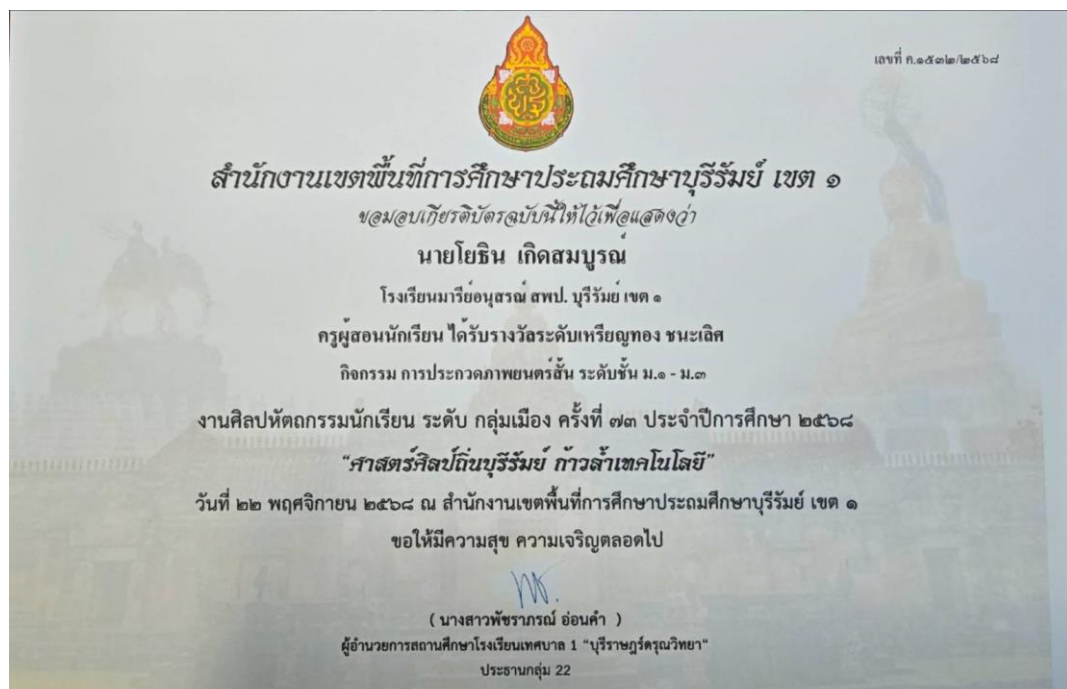 เลขที่ ค.๑๕๓๒/๒๕๖๘
สำนักงานเขตพื้นที่การศึกษาประถมศึกษาบุรีรัมย์ เขต ๑
ขอมอบเกียรติบัตรฉบับนี้ให้ไว้เพื่อแสดงว่า
นายโยธิน เกิดสมบูรณ์
โรงเรียนมารีย์อนุสรณ์ สพป. บุรีรัมย์ เขต ๑
ครูผู้สอนนักเรียน ได้รับรางวัลระดับเหรียญทอง ชนะเลิศ
กิจกรรม การประกวดภาพยนตร์สั้น ระดับชั้น ม.๑ - ม.๓
งานศิลปหัตถกรรมนักเรียน ระดับ กลุ่มเมือง ครั้งที่ ๗๓ ประจำปีการศึกษา ๒๕๖๘
"ศาสตร์ศิลป์ถิ่นบุรีรัมย์ ก้าวล้ำเทคโนโลยี"
วันที่ ๒๒ พฤศจิกายน ๒๕๖๘ ณ สำนักงานเขตพื้นที่การศึกษาประถมศึกษาบุรีรัมย์ เขต ๑
ขอให้มีความสุข ความเจริญตลอดไป
( นางสาวพัชราภรณ์ อ่อนคำ )
ผู้อำนวยการสถานศึกษาโรงเรียนเทศบาล 1 "บุรีราษฎร์ดรุณวิทยา"
ประธานกลุ่ม 22